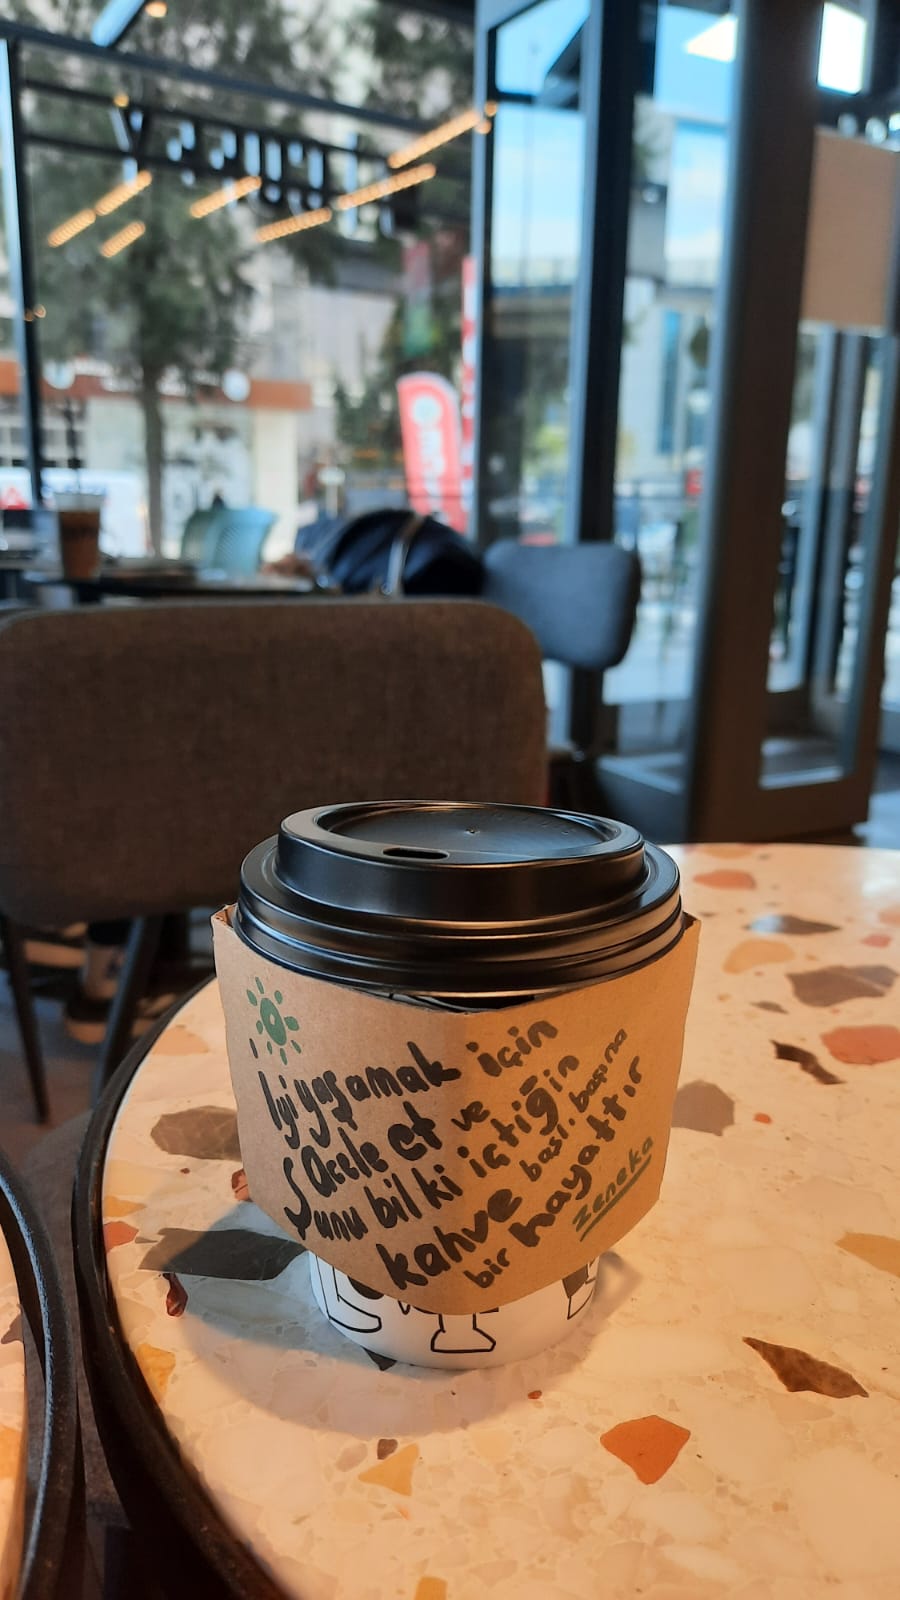 İyi yaşamak için
acele et ve
Şunu bil ki içtiğin
kahve başlı başına
bir hayattır
zeneka